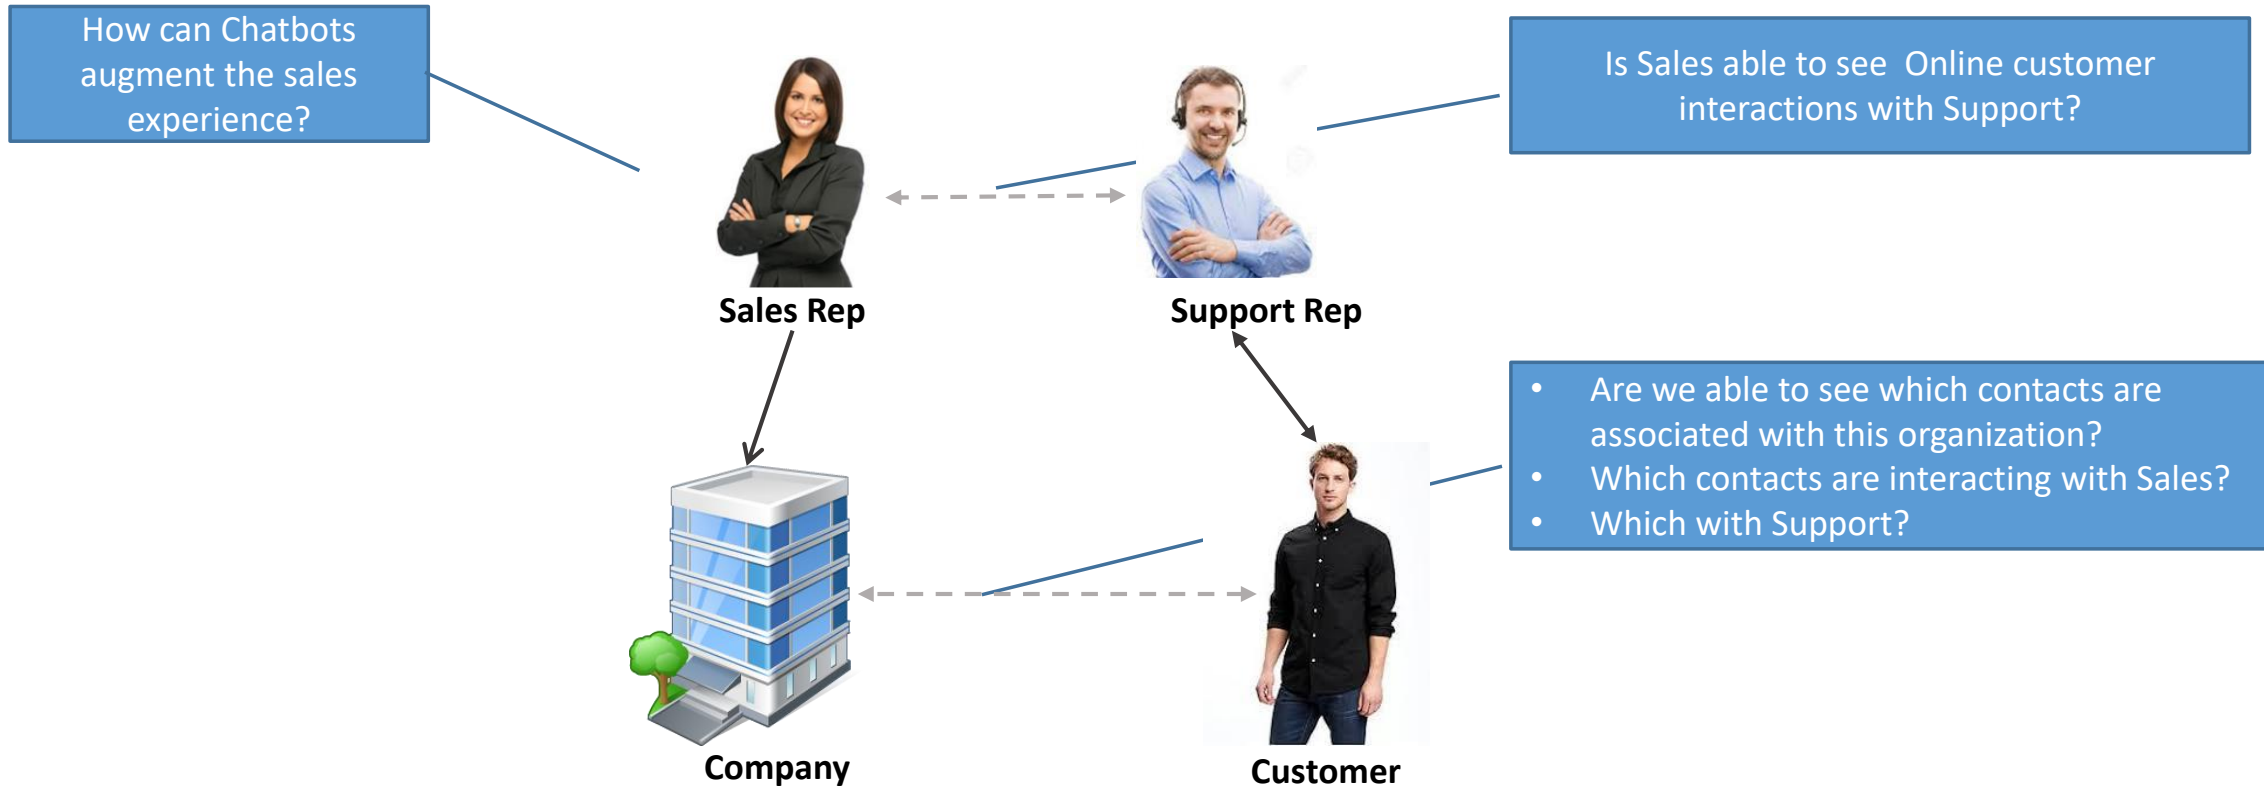 How can Chatbots
augment the sales
experience?
Is Sales able to see  Online customer
interactions with Support?
Sales Rep
Support Rep
• Are we able to see which contacts are
associated with this organization?
• Which contacts are interacting with Sales?
• Which with Support?
Company
Customer